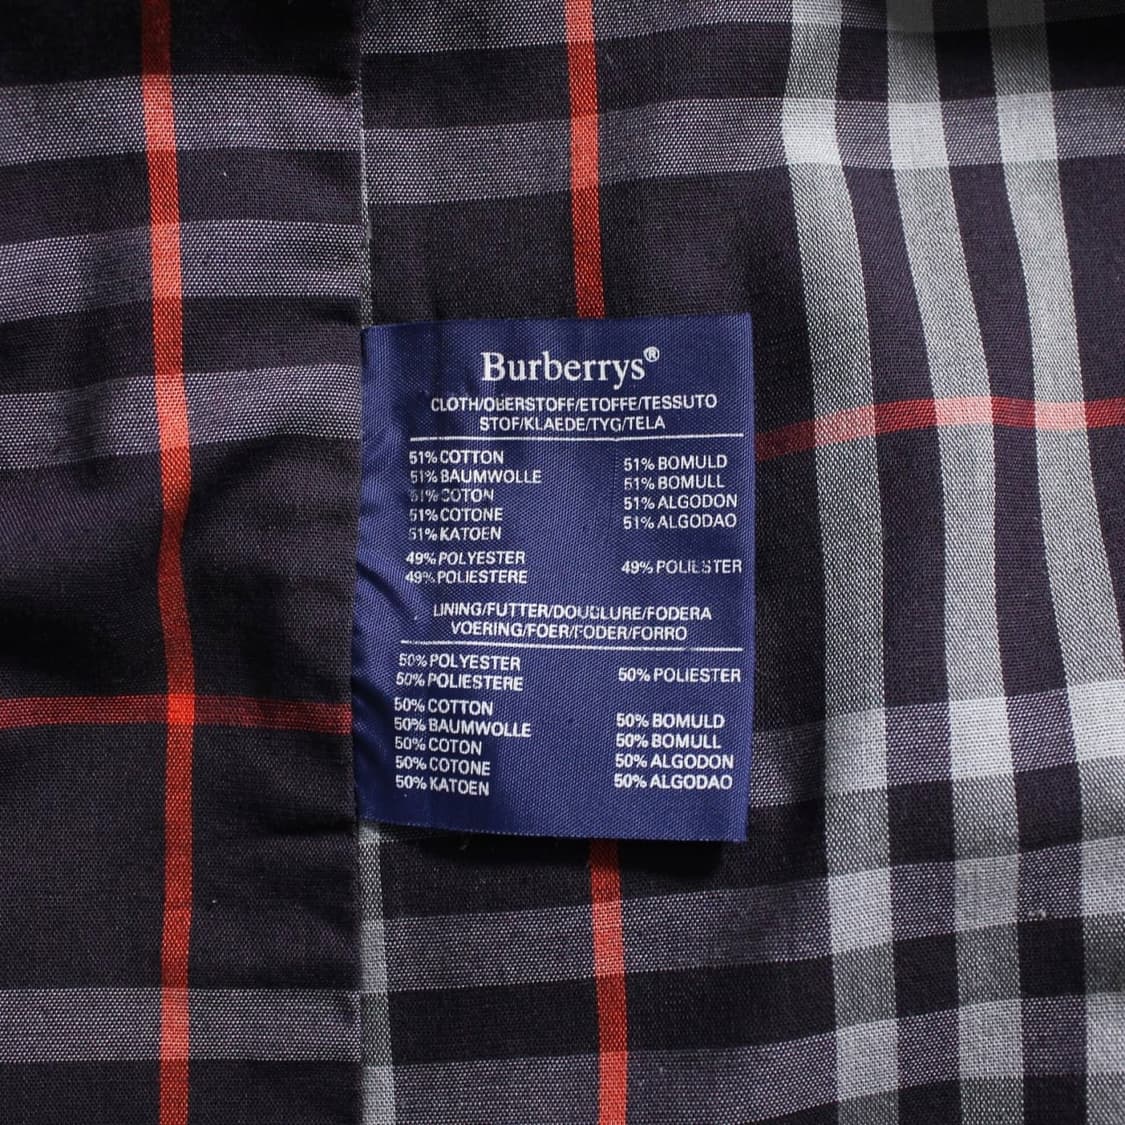 Burberrys®
CLOTH/OBERSTOFF/ETOFFE/TESSUTO
STOF/KLAEDE/TYG/TELA
51% COTTON
51% BAUMWOLLE
51% COTON
51% COTONE
51% KATOEN
51% BOMULD
51% BOMULL
51% ALGODON
51% ALGODAO
49% POLYESTER
49% POLIESTERE
49% POLIESTER
LINING/FUTTER/DOUBLURE/FODERA
VOERING/FOER/FODER/FORRO
50% POLYESTER
50% POLIESTERE
50% POLIESTER
50% COTTON
50% BAUMWOLLE
50% COTON
50% COTONE
50% KATOEN
50% BOMULD
50% BOMULL
50% ALGODON
50% ALGODAO